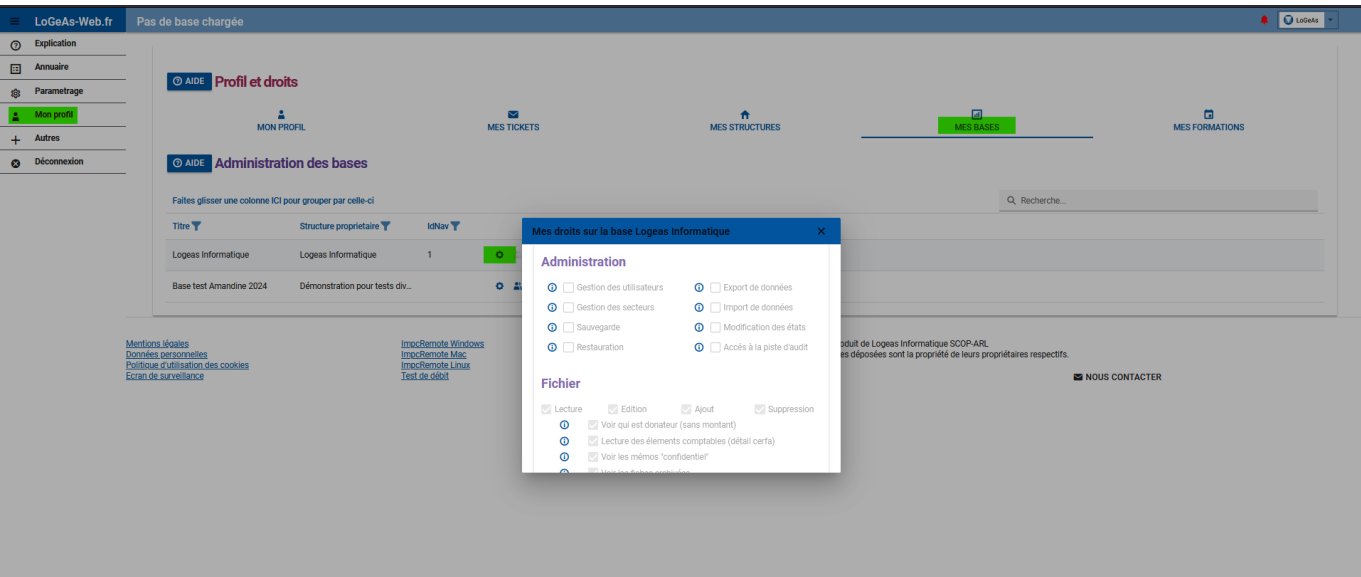 LoGeAs-Web.fr
Pas de base chargée
LoGeAs
Explication
Annuaire
Parametrage
Mon profil
Autres
Déconnexion
AIDE Profil et droits
MON PROFIL
MES TICKETS
MES STRUCTURES
MES BASES
MES FORMATIONS
AIDE Administration des bases
Faites glisser une colonne ICI pour grouper par celle-ci
Recherche...
Titre
Structure proprietaire
IdNav
Logeas Informatique
Logeas Informatique
1
Base test Amandine 2024
Démonstration pour tests div...
Mes droits sur la base Logeas Informatique
Administration
Gestion des utilisateurs
Export de données
Gestion des secteurs
Import de données
Sauvegarde
Modification des états
Restauration
Accés à la piste d'audit
Fichier
Lecture
Edition
Ajout
Suppression
Voir qui est donateur (sans montant)
Lecture des élements comptables (détail cerfa)
Voir les mémos "confidentiel"
Mentions légales
Données personnelles
Politique d'utilisation des cookies
Ecran de surveillance
ImpcRemote Windows
ImpcRemote Mac
ImpcRemote Linux
Test de débit
oduit de Logeas Informatique SCOP-ARL
es déposées sont la propriété de leurs propriétaires respectifs.
NOUS CONTACTER